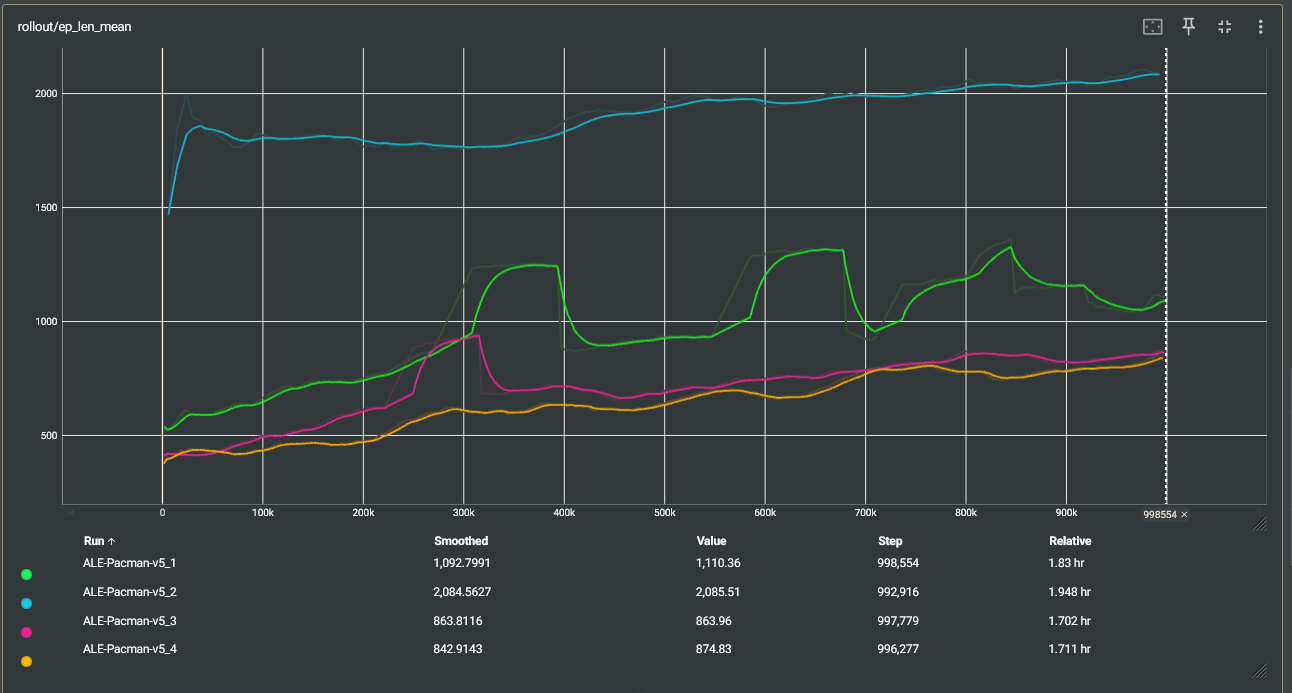 rollout/ep_len_mean
2000
1500
1000
500
0 100k 200k 300k 400k 500k 600k 700k 800k 900k 998554 ×
Run ↑ Smoothed Value Step Relative
ALE-Pacman-v5_1 1,092.7991 1,110.36 998,554 1.83 hr
ALE-Pacman-v5_2 2,084.5627 2,085.51 992,916 1.948 hr
ALE-Pacman-v5_3 863.8116 863.96 997,779 1.702 hr
ALE-Pacman-v5_4 842.9143 874.83 996,277 1.711 hr